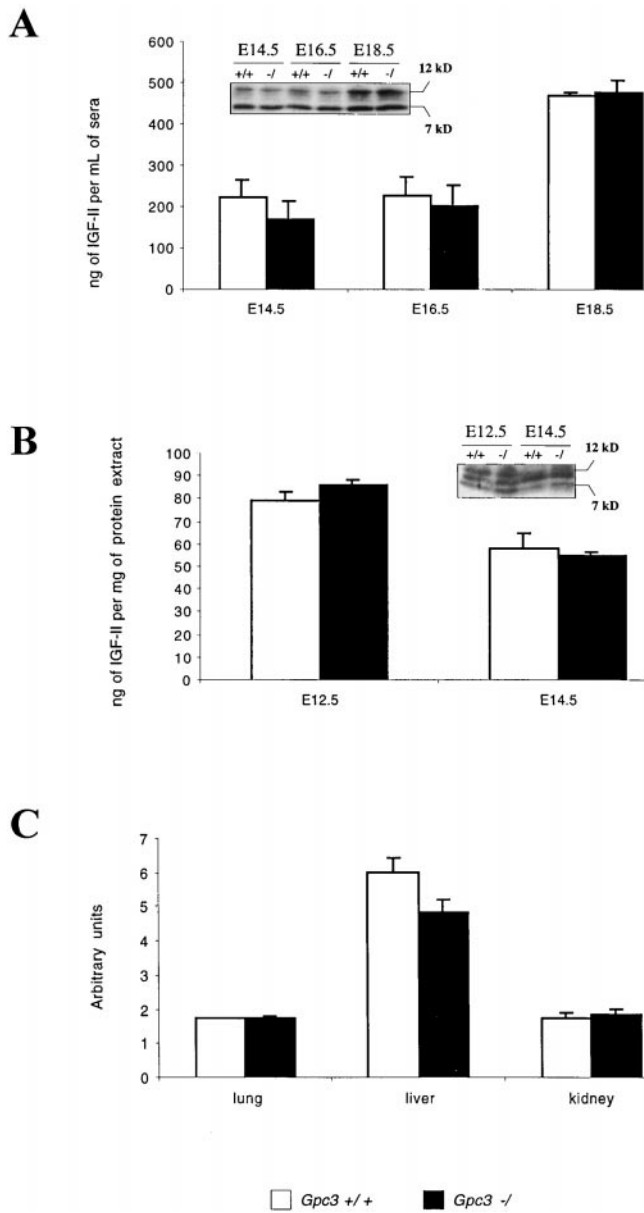 A
ng of IGF-II per mL of sera
600
500
400
300
200
100
0
E14.5 E16.5 E18.5
+/+ -/ +/+ -/ +/+ -/
12 kD
7 kD
E14.5 E16.5 E18.5
B
ng of IGF-II per mg of protein extract
100
90
80
70
60
50
40
30
20
10
0
E12.5 E14.5
+/+ -/ +/+ -/
12 kD
7 kD
E12.5 E14.5
C
Arbitrary units
7
6
5
4
3
2
1
0
lung liver kidney
Gpc3 +/+ Gpc3 -/